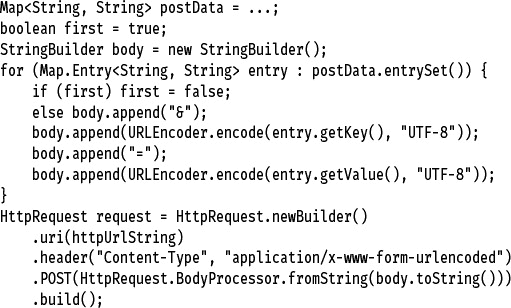 Map<String, String> postData = ...;
boolean first = true;
StringBuilder body = new StringBuilder();
for (Map.Entry<String, String> entry : postData.entrySet()) {
    if (first) first = false;
    else body.append("&");
    body.append(URLEncoder.encode(entry.getKey(), "UTF-8"));
    body.append("=");
    body.append(URLEncoder.encode(entry.getValue(), "UTF-8"));
}
HttpRequest request = HttpRequest.newBuilder()
    .uri(httpUrlString)
    .header("Content-Type", "application/x-www-form-urlencoded")
    .POST(HttpRequest.BodyProcessor.fromString(body.toString()))
    .build();